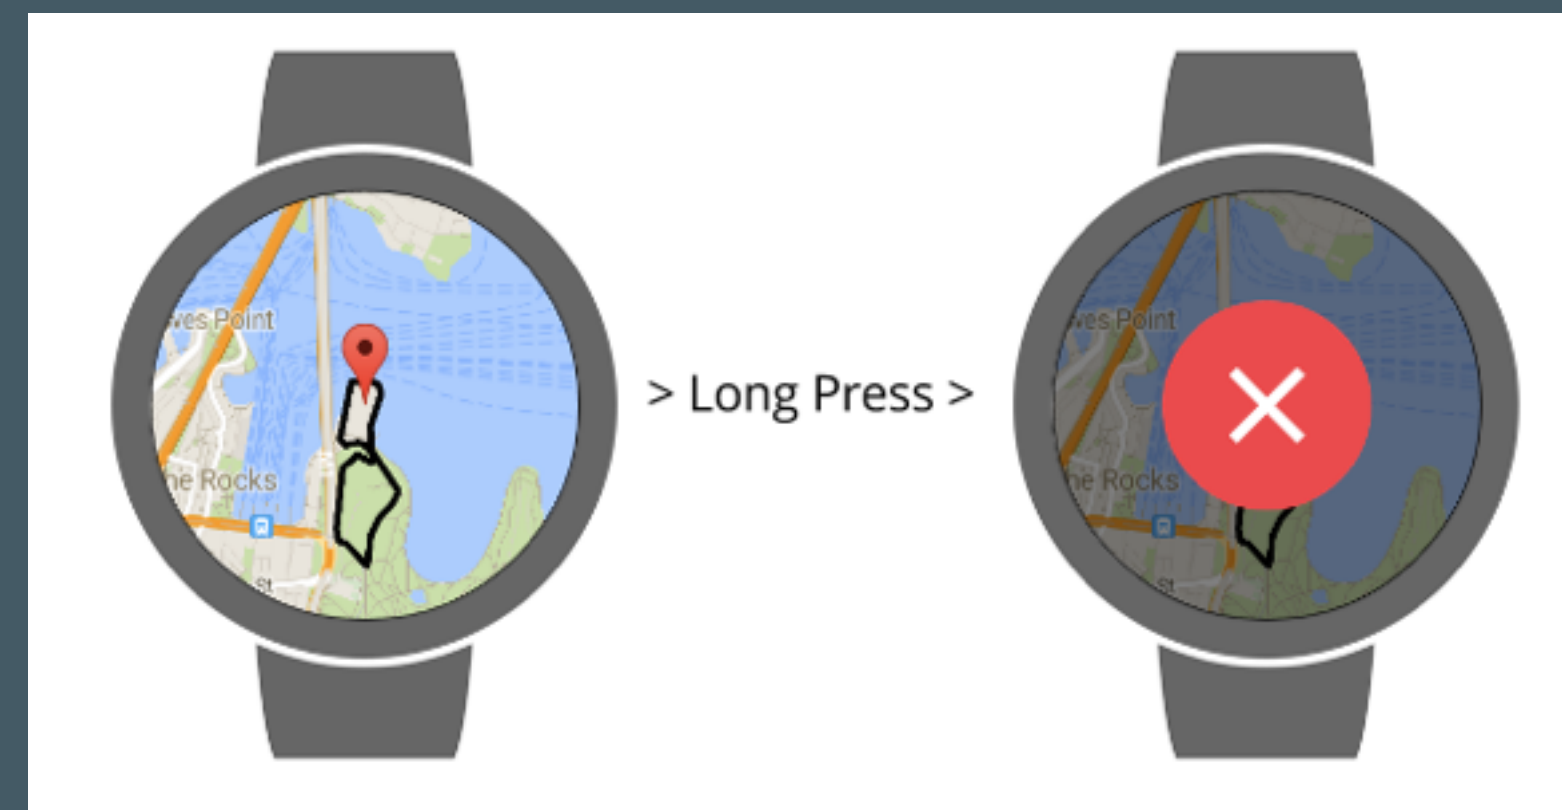 ves Point
he Rocks
St
> Long Press >
ves Point
he Rocks
St